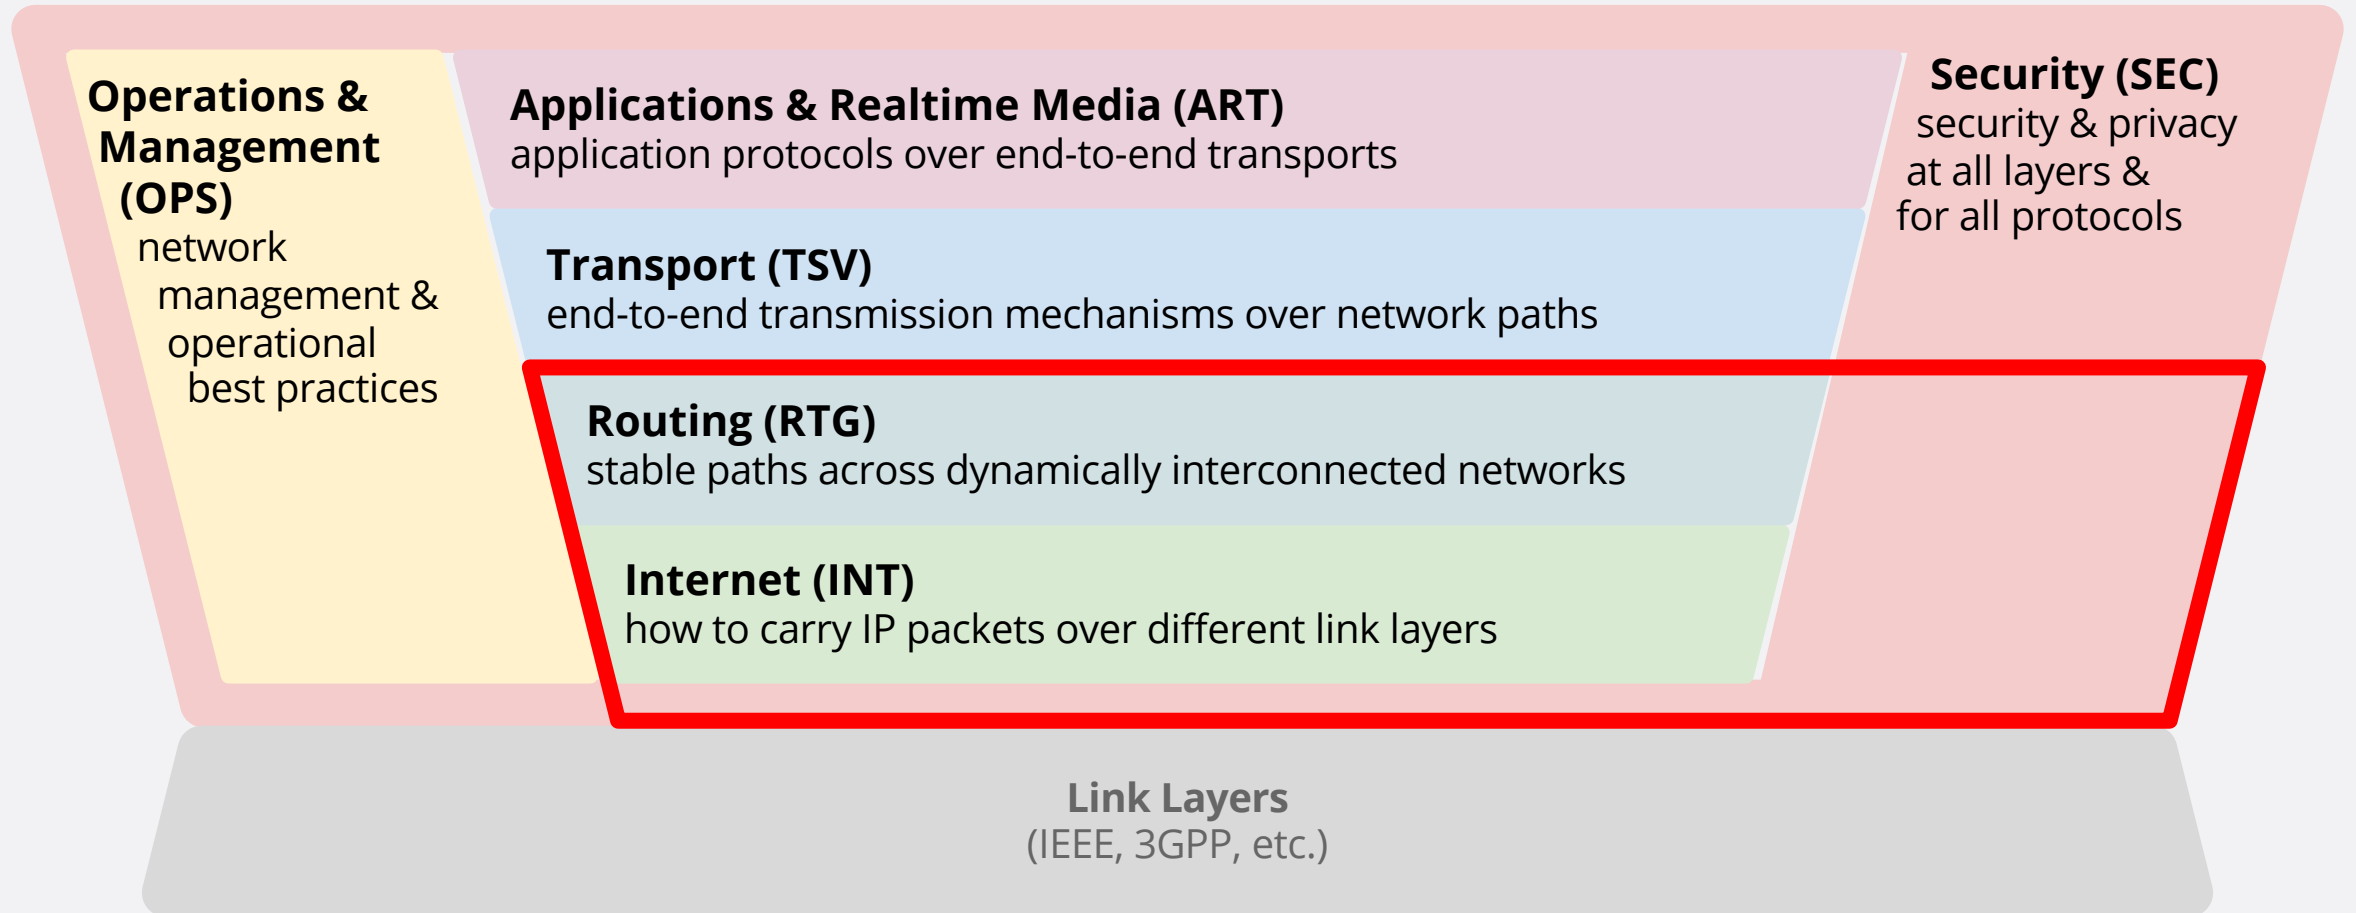 Operations &
Management
(OPS)
network
management &
operational
best practices
Applications & Realtime Media (ART)
application protocols over end-to-end transports
Transport (TSV)
end-to-end transmission mechanisms over network paths
Routing (RTG)
stable paths across dynamically interconnected networks
Internet (INT)
how to carry IP packets over different link layers
Security (SEC)
security & privacy
at all layers &
for all protocols
Link Layers
(IEEE, 3GPP, etc.)